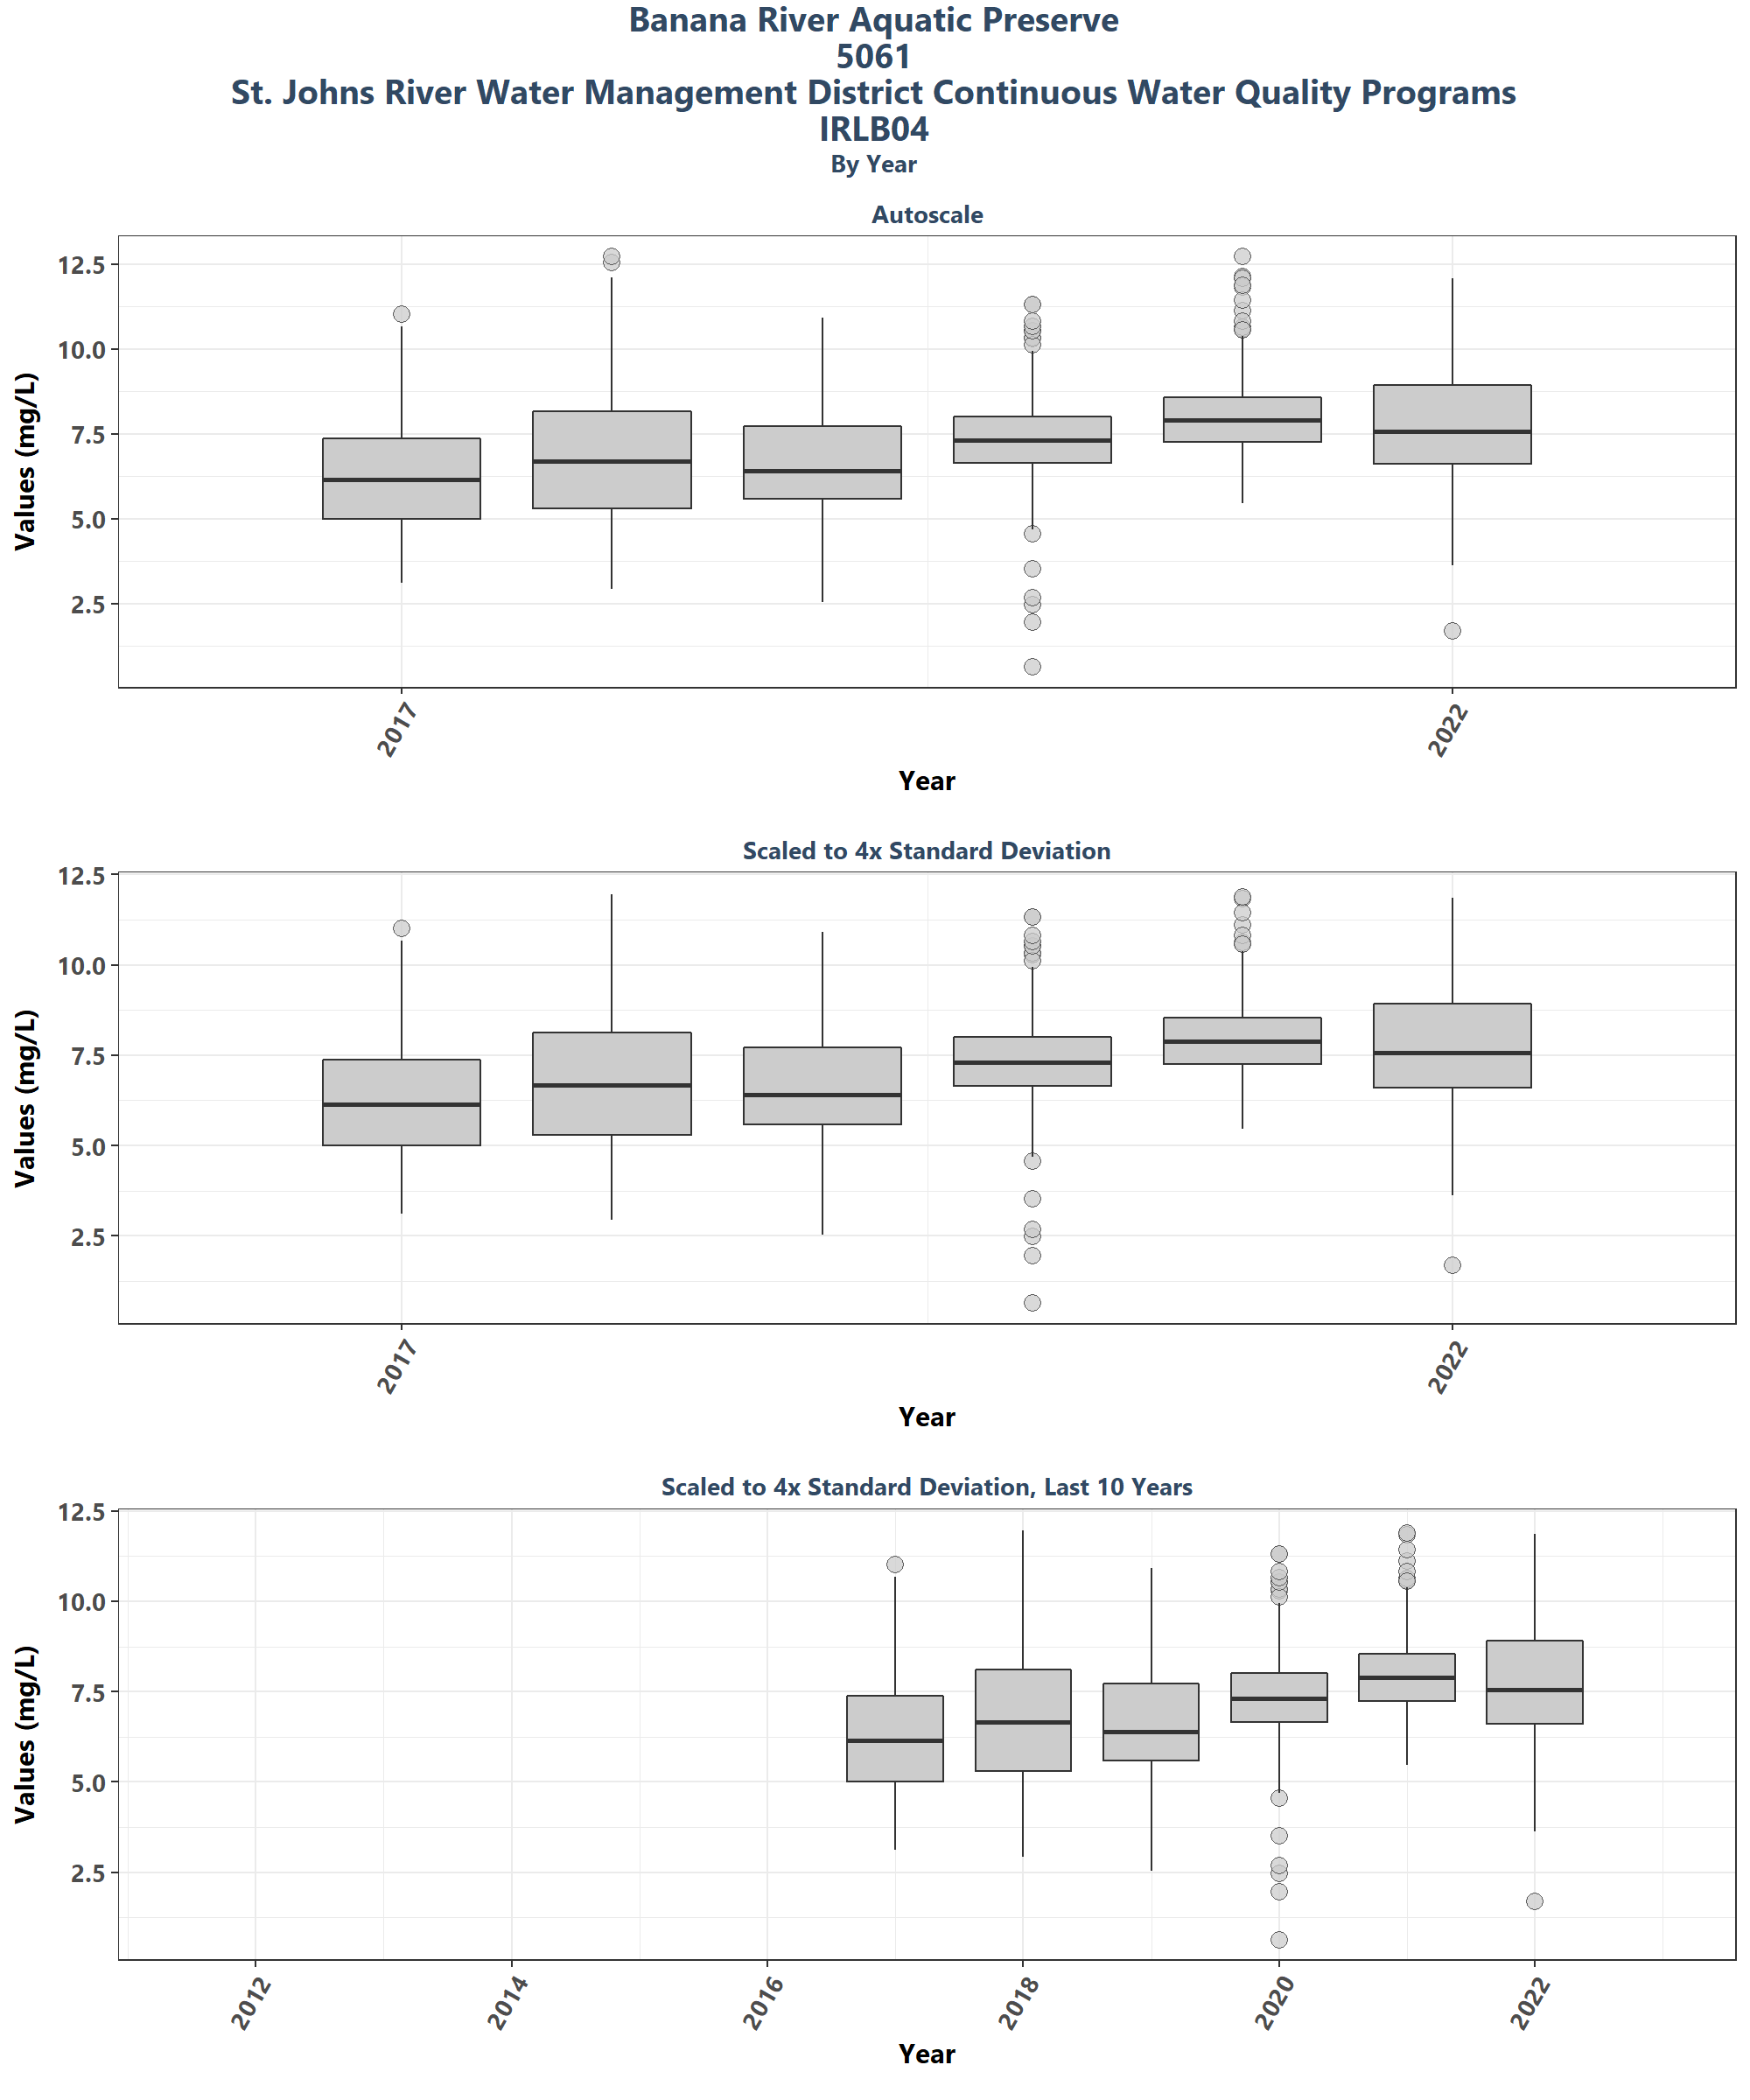 Banana River Aquatic Preserve
5061
St. Johns River Water Management District Continuous Water Quality Programs
IRLB04
By Year
Autoscale
12.5
10.0
7.5
5.0
2.5
Values (mg/L)
2017
2022
Year
Scaled to 4x Standard Deviation
12.5
10.0
7.5
5.0
2.5
Values (mg/L)
2017
2022
Year
Scaled to 4x Standard Deviation, Last 10 Years
12.5
10.0
7.5
5.0
2.5
Values (mg/L)
2012
2014
2016
2018
2020
2022
Year